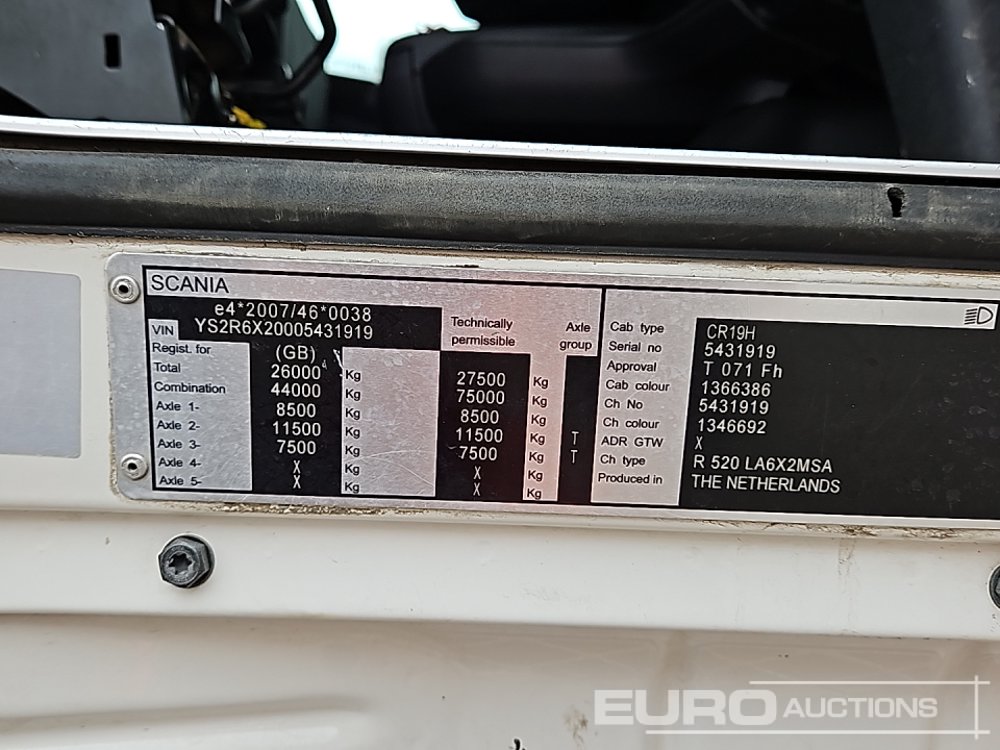 SCANIA
e4*2007/46*0038
VIN YS2R6X20005431919
Technically permissible
Axle group
Regist. for (GB)
Total 26000 Kg 27500 Kg
Combination 44000 Kg 75000 Kg
Axle 1- 8500 Kg 8500 Kg
Axle 2- 11500 Kg 11500 Kg T
Axle 3- 7500 Kg 7500 Kg T
Axle 4- X Kg X Kg
Axle 5- X Kg X Kg
Cab type CR19H
Serial no 5431919
Approval T 071 Fh
Cab colour 1366386
Ch No 5431919
Ch colour 1346692
ADR GTW X
Ch type R 520 LA6X2MSA
Produced in THE NETHERLANDS
EURO AUCTIONS